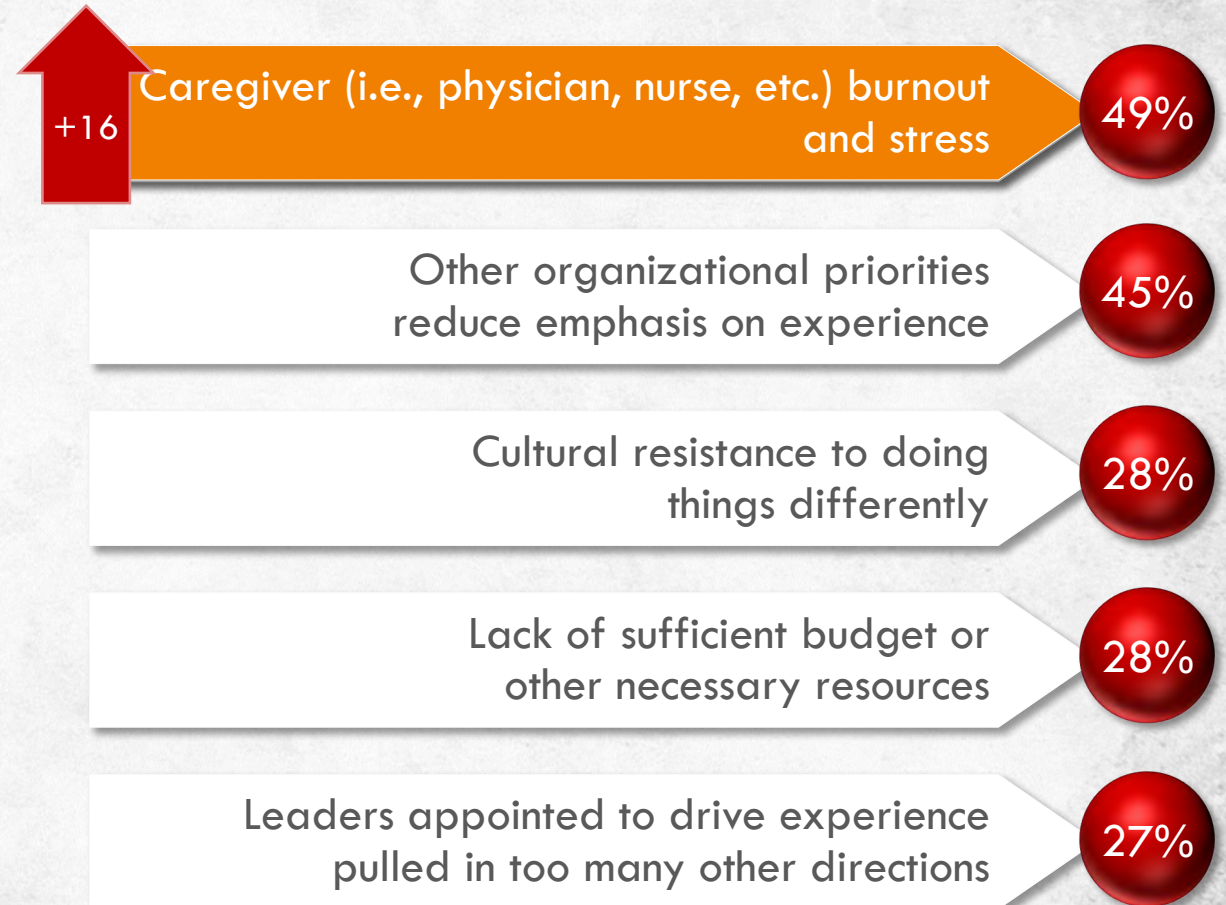 Caregiver (i.e., physician, nurse, etc.) burnout
and stress
+16
49%
Other organizational priorities
reduce emphasis on experience
45%
Cultural resistance to doing
things differently
28%
Lack of sufficient budget or
other necessary resources
28%
Leaders appointed to drive experience
pulled in too many other directions
27%